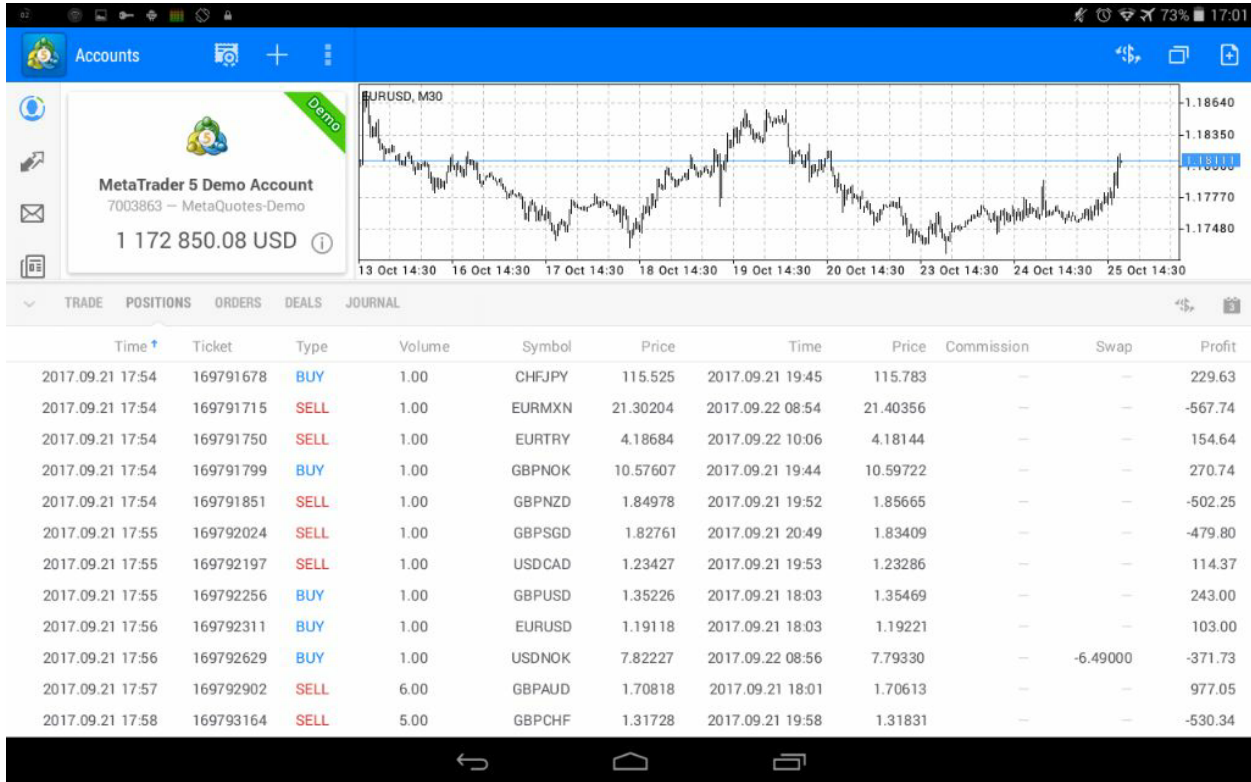 73% 17:01
Accounts
Demo
MetaTrader 5 Demo Account
7003863 — MetaQuotes-Demo
1 172 850.08 USD
EURUSD, M30
1.18640
1.18350
1.18111
1.17770
1.17480
13 Oct 14:30 16 Oct 14:30 17 Oct 14:30 18 Oct 14:30 19 Oct 14:30 20 Oct 14:30 23 Oct 14:30 24 Oct 14:30 25 Oct 14:30
TRADE POSITIONS ORDERS DEALS JOURNAL
Time Ticket Type Volume Symbol Price Time Price Commission Swap Profit
2017.09.21 17:54 169791678 BUY 1.00 CHFJPY 115.525 2017.09.21 19:45 115.783 — — 229.63
2017.09.21 17:54 169791715 SELL 1.00 EURMXN 21.30204 2017.09.22 08:54 21.40356 — — -567.74
2017.09.21 17:54 169791750 SELL 1.00 EURTRY 4.18684 2017.09.22 10:06 4.18144 — — 154.64
2017.09.21 17:54 169791799 BUY 1.00 GBPNOK 10.57607 2017.09.21 19:44 10.59722 — — 270.74
2017.09.21 17:54 169791851 SELL 1.00 GBPNZD 1.84978 2017.09.21 19:52 1.85665 — — -502.25
2017.09.21 17:55 169792024 SELL 1.00 GBPSGD 1.82761 2017.09.21 20:49 1.83409 — — -479.80
2017.09.21 17:55 169792197 SELL 1.00 USDCAD 1.23427 2017.09.21 19:53 1.23286 — — 114.37
2017.09.21 17:55 169792256 BUY 1.00 GBPUSD 1.35226 2017.09.21 18:03 1.35469 — — 243.00
2017.09.21 17:56 169792311 BUY 1.00 EURUSD 1.19118 2017.09.21 18:03 1.19221 — — 103.00
2017.09.21 17:56 169792629 BUY 1.00 USDNOK 7.82227 2017.09.22 08:56 7.79330 — -6.49000 -371.73
2017.09.21 17:57 169792902 SELL 6.00 GBPAUD 1.70818 2017.09.21 18:01 1.70613 — — 977.05
2017.09.21 17:58 169793164 SELL 5.00 GBPCHF 1.31728 2017.09.21 19:58 1.31831 — — -530.34